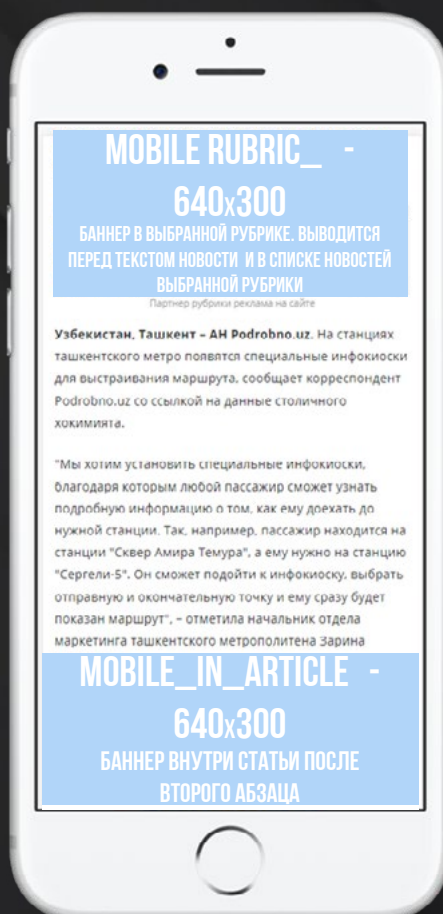 MOBILE RUBRIC_ -
640x300
БАННЕР В ВЫБРАННОЙ РУБРИКЕ. ВЫВОДИТСЯ
ПЕРЕД ТЕКСТОМ НОВОСТИ И В СПИСКЕ НОВОСТЕЙ
ВЫБРАННОЙ РУБРИКИ
Партнер рубрики реклама на сайте
Узбекистан, Ташкент – АН Podrobno.uz. На станциях
ташкентского метро появятся специальные инфокиоски
для выстраивания маршрута, сообщает корреспондент
Podrobno.uz со ссылкой на данные столичного
хокимията.
"Мы хотим установить специальные инфокиоски,
благодаря которым любой пассажир сможет узнать
подробную информацию о том, как ему доехать до
нужной станции. Так, например, пассажир находится на
станции "Сквер Амира Темура", а ему нужно на станцию
"Сергели-5". Он сможет подойти к инфокиоску, выбрать
отправную и окончательную точку и ему сразу будет
показан маршрут", – отметила начальник отдела
маркетинга ташкентского метрополитена Зарина
MOBILE_IN_ARTICLE -
640x300
БАННЕР ВНУТРИ СТАТЬИ ПОСЛЕ
ВТОРОГО АБЗАЦА